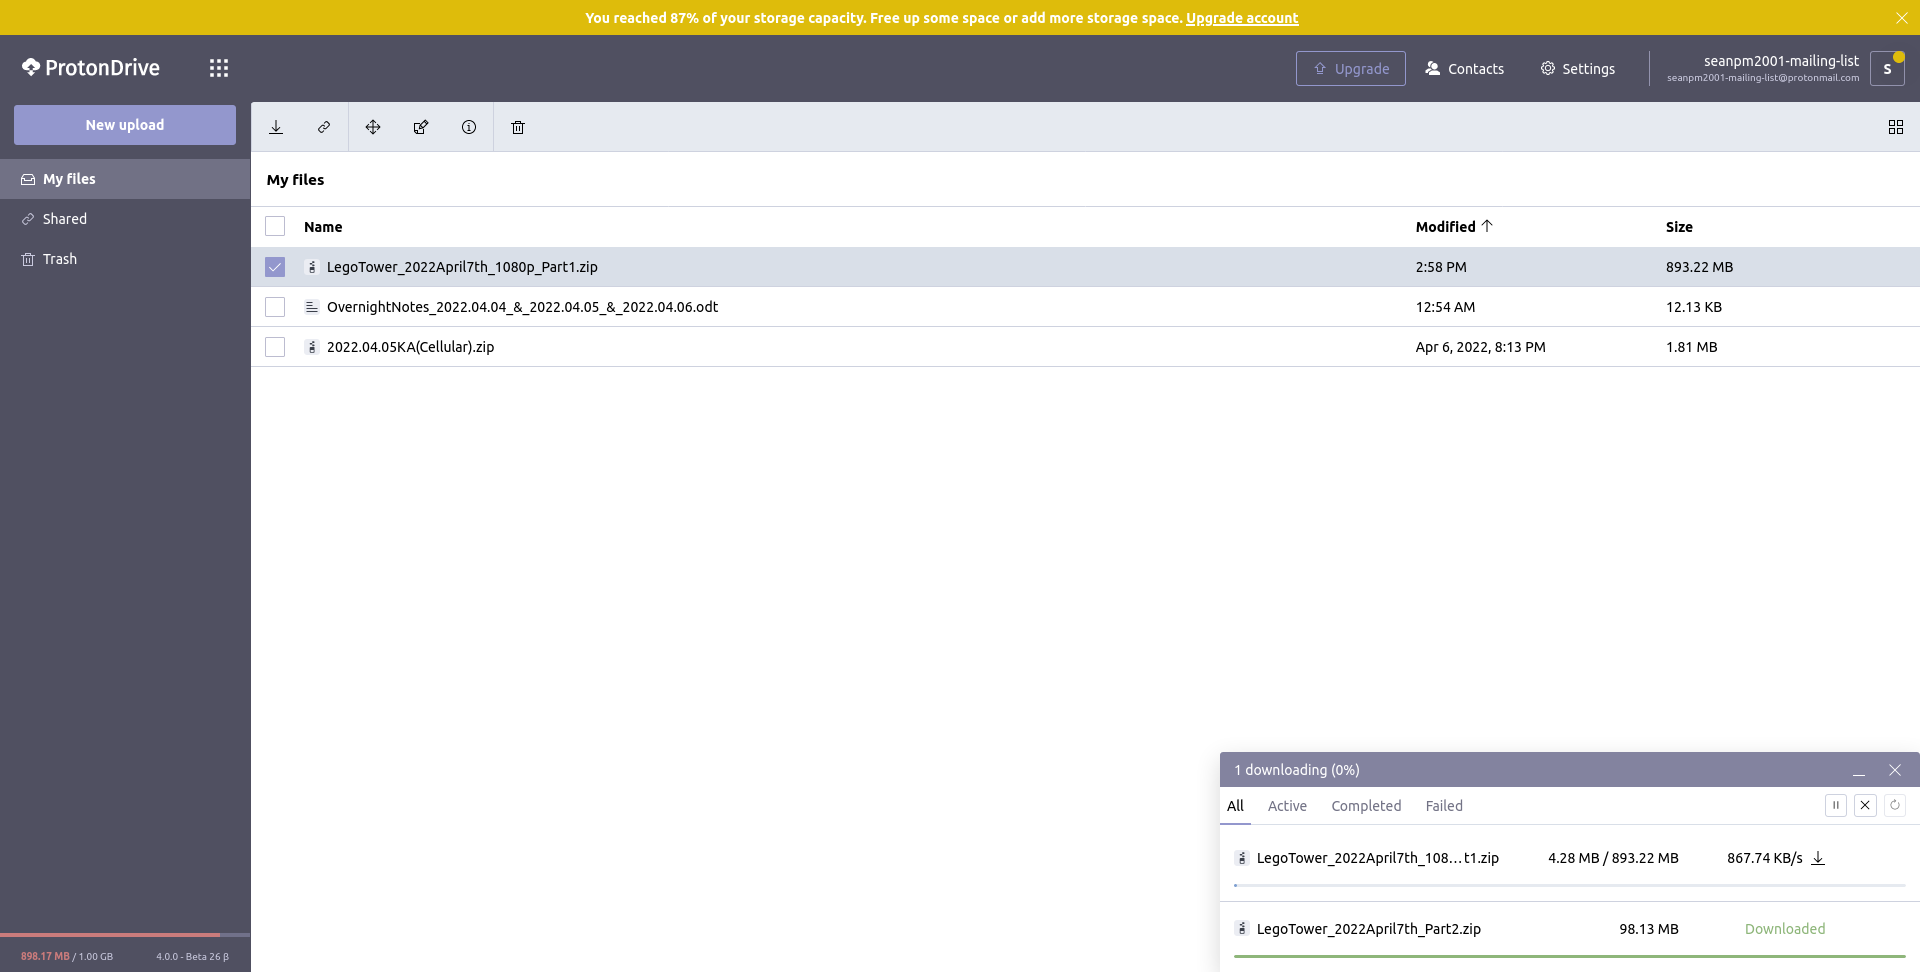 You reached 87% of your storage capacity. Free up some space or add more storage space. Upgrade account
ProtonDrive
Upgrade
Contacts
Settings
seanpm2001-mailing-list
seanpm2001-mailing-list@protonmail.com
S
New upload
My files
Shared
Trash
My files
Name Modified Size
LegoTower_2022April7th_1080p_Part1.zip 2:58 PM 893.22 MB
OvernightNotes_2022.04.04_&_2022.04.05_&_2022.04.06.odt 12:54 AM 12.13 KB
2022.04.05KA(Cellular).zip Apr 6, 2022, 8:13 PM 1.81 MB
1 downloading (0%)
All Active Completed Failed
LegoTower_2022April7th_108…t1.zip 4.28 MB / 893.22 MB 867.74 KB/s
LegoTower_2022April7th_Part2.zip 98.13 MB Downloaded
898.17 MB / 1.00 GB 4.0.0 - Beta 26 β